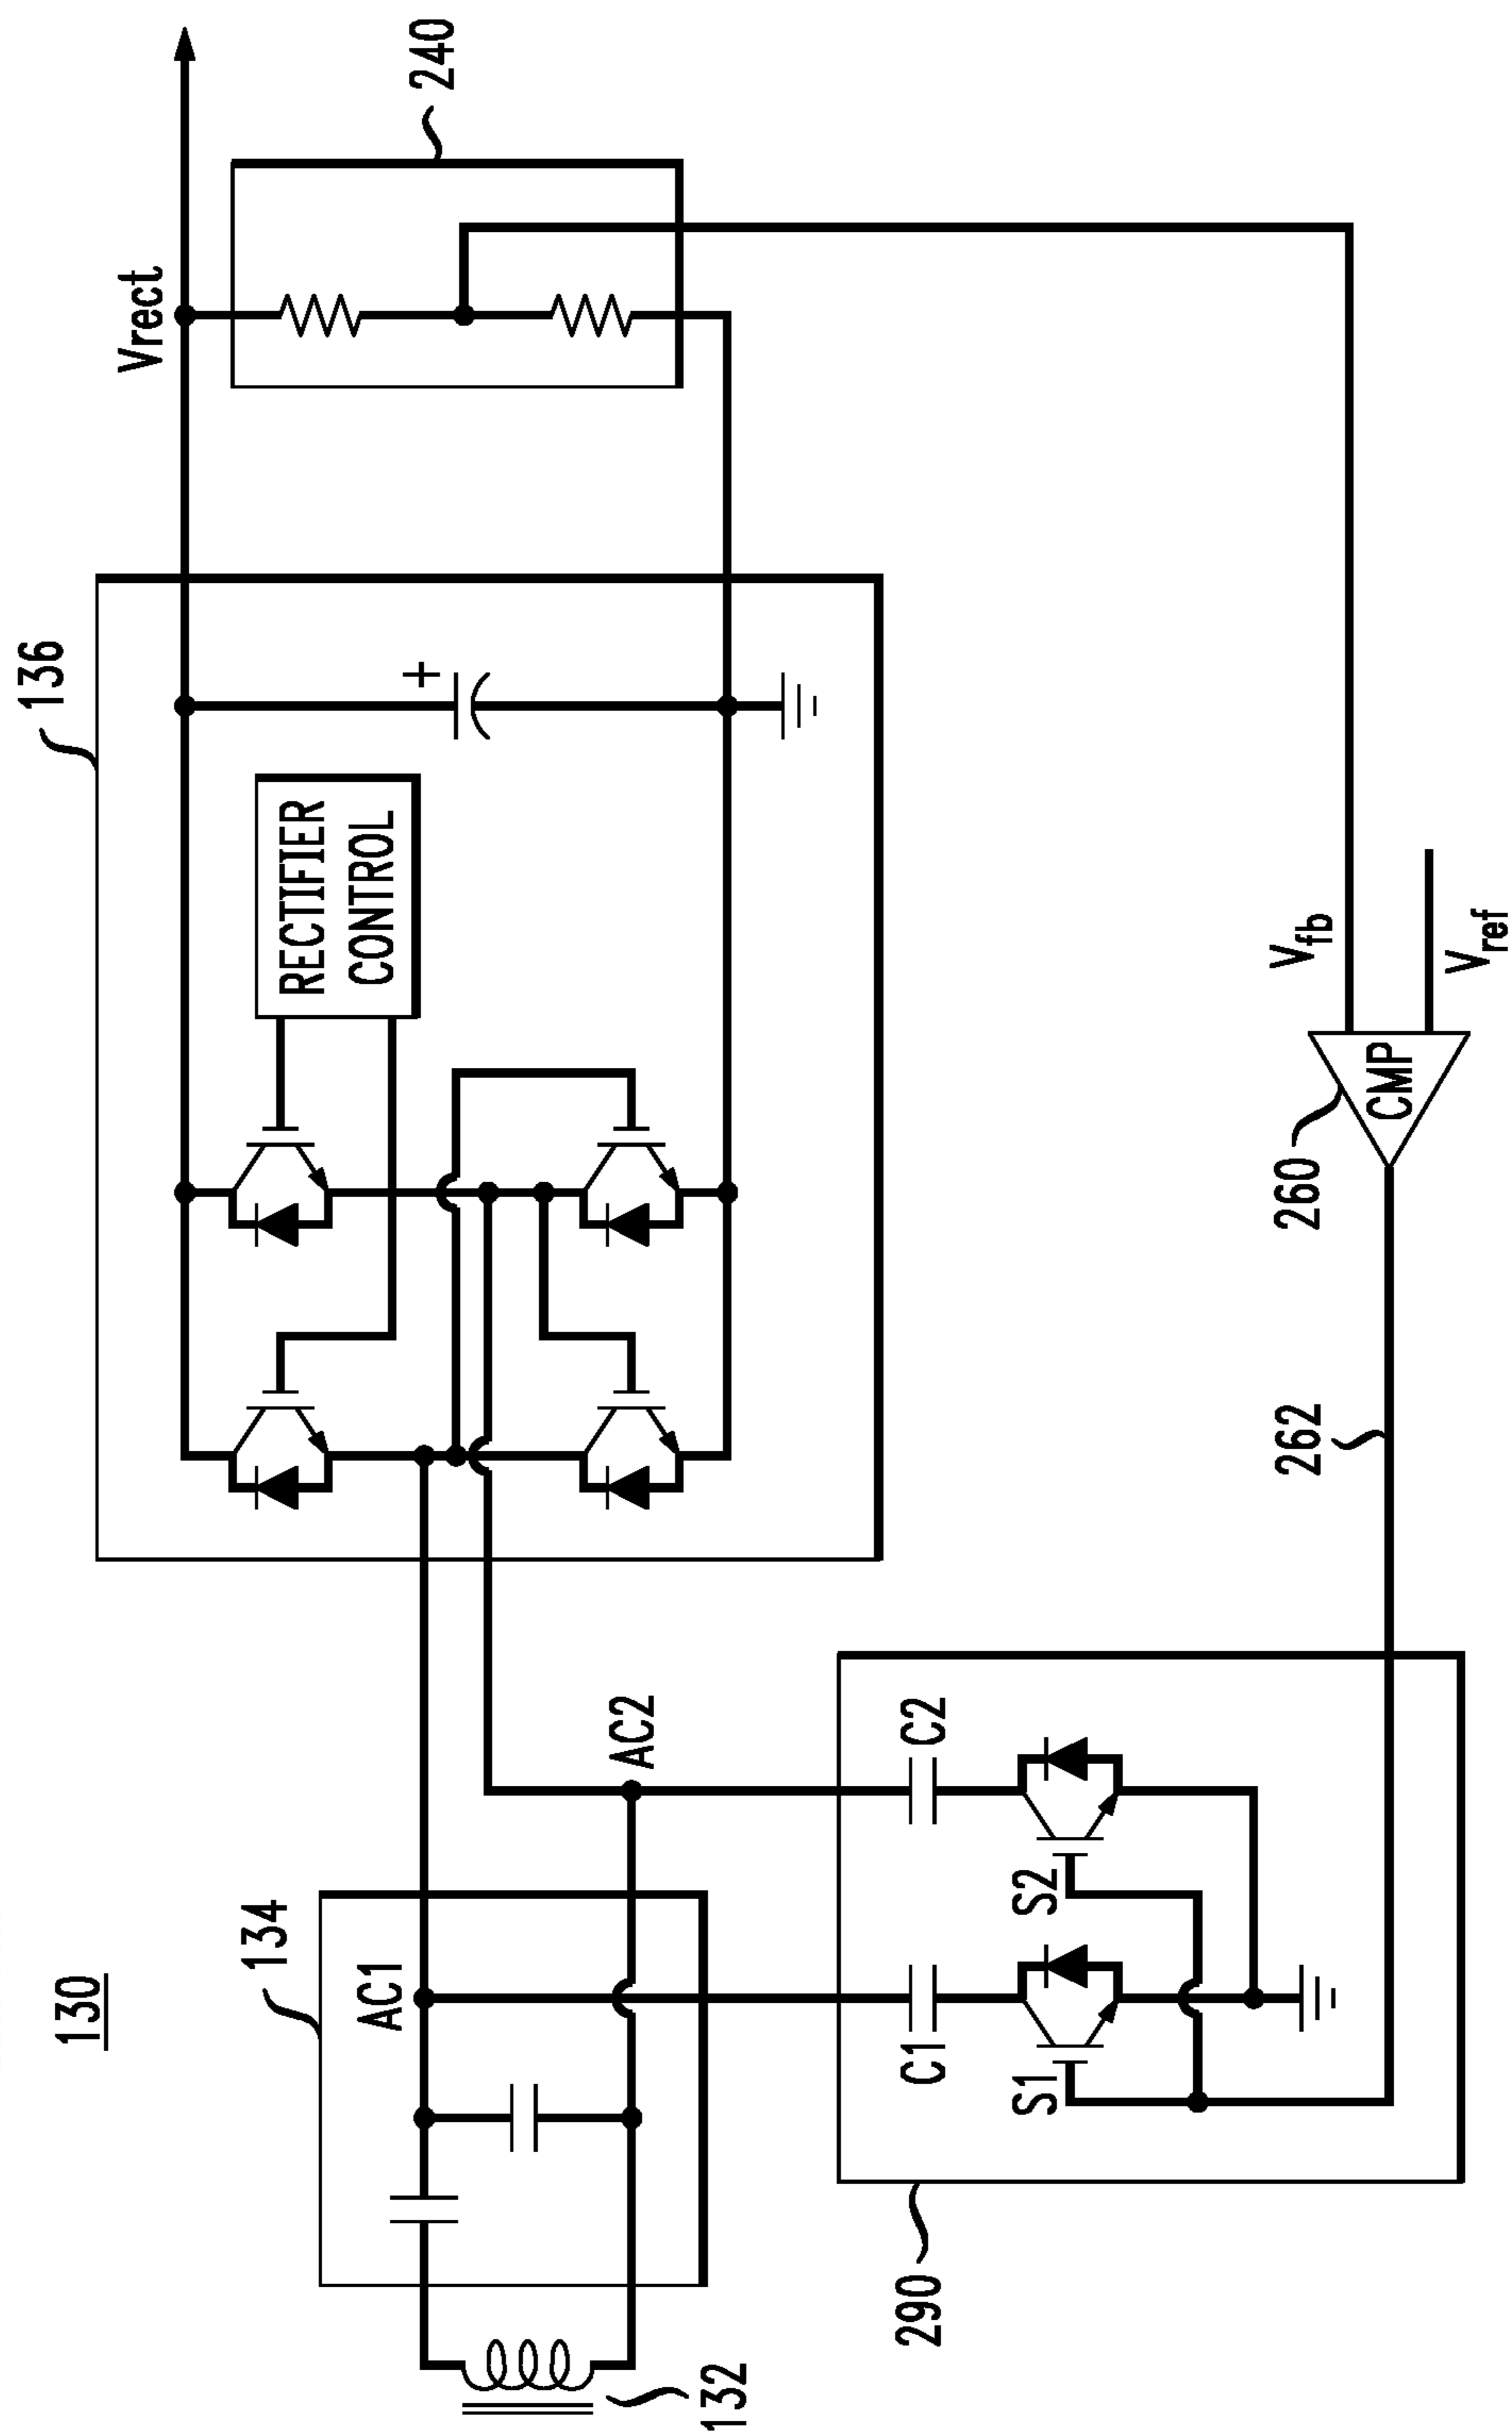 130
132
134
AC1
AC2
136
RECTIFIER
CONTROL
+
Vrect
240
290
C1
C2
S1
S2
262
260
CMP
Vfb
Vref